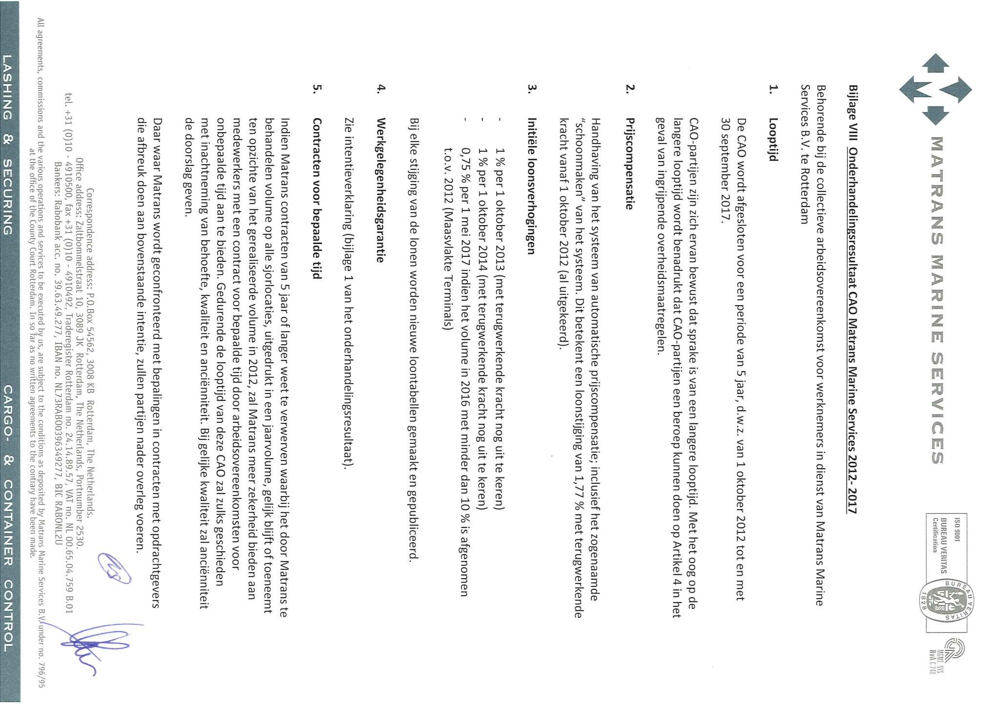 MATRANS MARINE SERVICES
ISO 9001
BUREAU VERITAS
Certification
BUREAU VERITAS
1828
MGMT. SYS
RvA C 248
Bijlage VIII Onderhandelingsresultaat CAO Matrans Marine Services 2012- 2017
Behorende bij de collectieve arbeidsovereenkomst voor werknemers in dienst van Matrans Marine
Services B.V. te Rotterdam
1. Looptijd
De CAO wordt afgesloten voor een periode van 5 jaar, d.w.z. van 1 oktober 2012 tot en met
30 september 2017.
CAO-partijen zijn zich ervan bewust dat sprake is van een langere looptijd. Met het oog op de
langere looptijd wordt benadrukt dat CAO-partijen een beroep kunnen doen op Artikel 4 in het
geval van ingrijpende overheidsmaatregelen.
2. Prijscompensatie
Handhaving van het systeem van automatische prijscompensatie; inclusief het zogenaamde
“schoonmaken” van het systeem. Dit betekent een loonstijging van 1,77 % met terugwerkende
kracht vanaf 1 oktober 2012 (al uitgekeerd).
3. Initiële loonsverhogingen
- 1 % per 1 oktober 2013 (met terugwerkende kracht nog uit te keren)
- 1 % per 1 oktober 2014 (met terugwerkende kracht nog uit te keren)
- 0,75 % per 1 mei 2017 indien het volume in 2016 met minder dan 10 % is afgenomen
t.o.v. 2012 (Maasvlakte Terminals)
Bij elke stijging van de lonen worden nieuwe loontabellen gemaakt en gepubliceerd.
4. Werkgelegenheidsgarantie
Zie intentieverklaring (bijlage 1 van het onderhandelingsresultaat).
5. Contracten voor bepaalde tijd
Indien Matrans contracten van 5 jaar of langer weet te verwerven waarbij het door Matrans te
behandelen volume op alle sjorlocaties, uitgedrukt in een jaarvolume, gelijk blijft of toeneemt
ten opzichte van het gerealiseerde volume in 2012, zal Matrans meer zekerheid bieden aan
medewerkers met een contract voor bepaalde tijd door arbeidsovereenkomsten voor
onbepaalde tijd aan te bieden. Gedurende de looptijd van deze CAO zal zulks geschieden
met inachtneming van behoefte, kwaliteit en anciënniteit. Bij gelijke kwaliteit zal anciënniteit
de doorslag geven.
Daar waar Matrans wordt geconfronteerd met bepalingen in contracten met opdrachtgevers
die afbreuk doen aan bovenstaande intentie, zullen partijen nader overleg voeren.
Correspondence address: P.O.Box 54562, 3008 KB Rotterdam, The Netherlands.
Office address: Zaltbommelstraat 10, 3089 JK Rotterdam, The Netherlands, Portnumber 2530.
tel. +31 (0)10 - 4910500, fax +31 (0)10 - 4910492, Traderegister Rotterdam no. 24.14.89.57, VAT no. NL 00.65.04.759 B.01
Bankers: Rabobank acc. no. 39.63.49.277, IBAN no. NL73RABO0396349277, BIC RABONL2U
All agreements, commissions and the various operations and services to be executed by us, are subject to the conditions as deposited by Matrans Marine Services B.V. under no. 796/95
at the office of the County Court Rotterdam. In so far as no written agreements to the contrary have been made.
LASHING & SECURING CARGO- & CONTAINER CONTROL